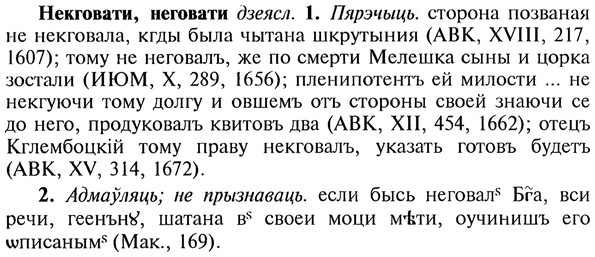 Некговати, неговати дзеясл. 1. Пярэчыць. сторона позваная
не некговала, кгды была чытана шкрутыния (АВК, XVIII, 217,
1607); тому не неговалъ, же по смерти Мелешка сыны и цорка
зостали (ИЮМ, X, 289, 1656); пленипотентъ ей милости ... не
некгуючи тому долгу и овшемъ отъ стороны своей знаючи се
до него, продуковалъ квитовъ два (АВК, XII, 454, 1662); отецъ
Кглембоцкій тому праву некговалъ, указать готовъ будетъ
(АВК, XV, 314, 1672).
2. Адмаўляць; не прызнаваць. если бысь неговалˢ Бг҃а, вси
речи, геенънꙋ, шатана вˢ своеи моци мѣти, оучинишъ его
ѡписанымˢ (Мак., 169).